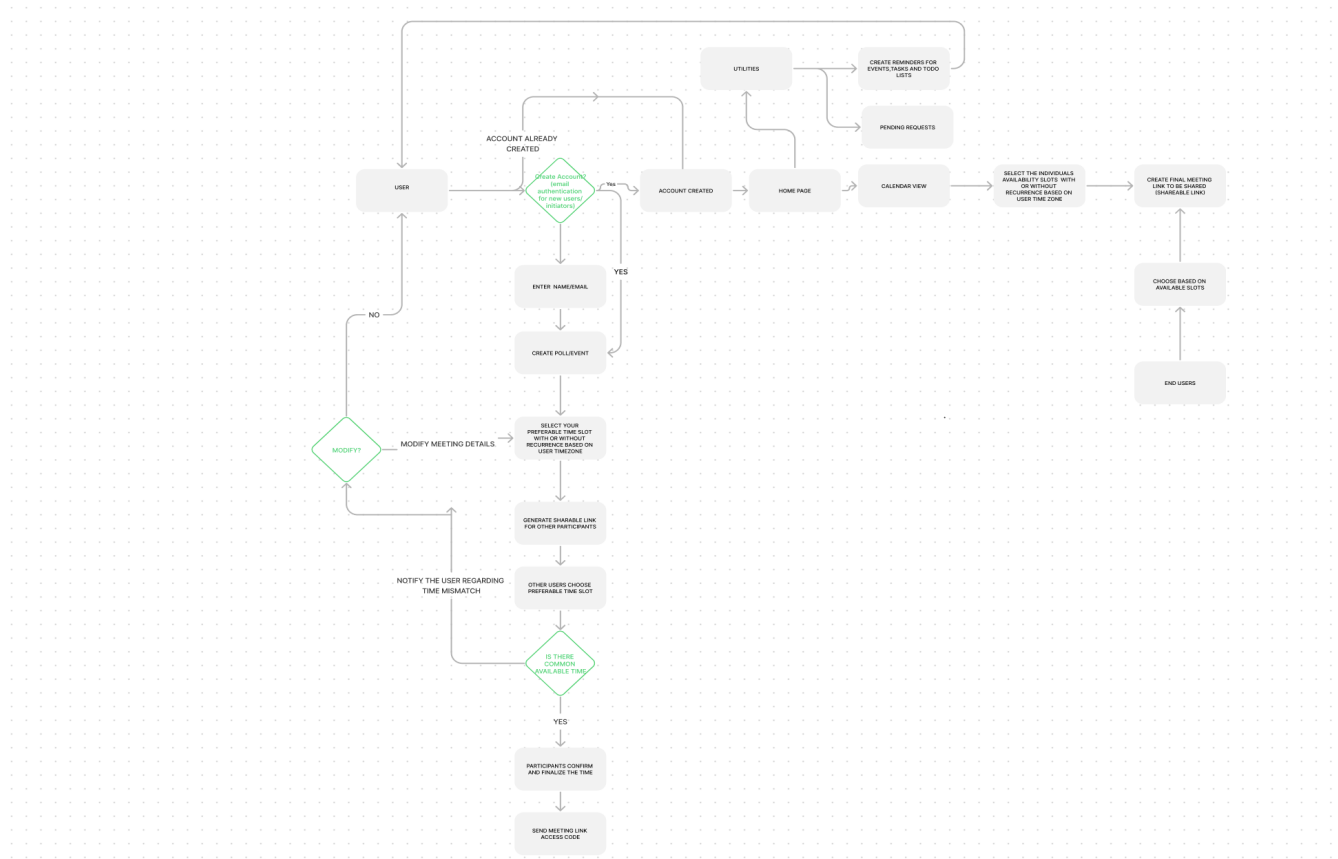 UTILITIES
CREATE REMINDERS FOR
EVENTS,TASKS AND TODO
LISTS
PENDING REQUESTS
ACCOUNT ALREADY
CREATED
USER
Create Account?
(email
authentication
for new users/
initiators)
Yes
ACCOUNT CREATED
HOME PAGE
CALENDAR VIEW
SELECT THE INDIVIDUALS
AVAILABILITY SLOTS WITH
OR WITHOUT
RECURRENCE BASED ON
USER TIME ZONE
CREATE FINAL MEETING
LINK TO BE SHARED
(SHAREABLE LINK)
YES
ENTER NAME/EMAIL
CHOOSE BASED ON
AVAILABLE SLOTS
NO
CREATE POLL/EVENT
END USERS
MODIFY?
MODIFY MEETING DETAILS
SELECT YOUR
PREFERABLE TIME SLOT
WITH OR WITHOUT
RECURRENCE BASED ON
USER TIMEZONE
GENERATE SHARABLE LINK
FOR OTHER PARTICIPANTS
NOTIFY THE USER REGARDING
TIME MISMATCH
OTHER USERS CHOOSE
PREFERABLE TIME SLOT
IS THERE
COMMON
AVAILABLE TIME
YES
PARTICIPANTS CONFIRM
AND FINALIZE THE TIME
SEND MEETING LINK
ACCESS CODE